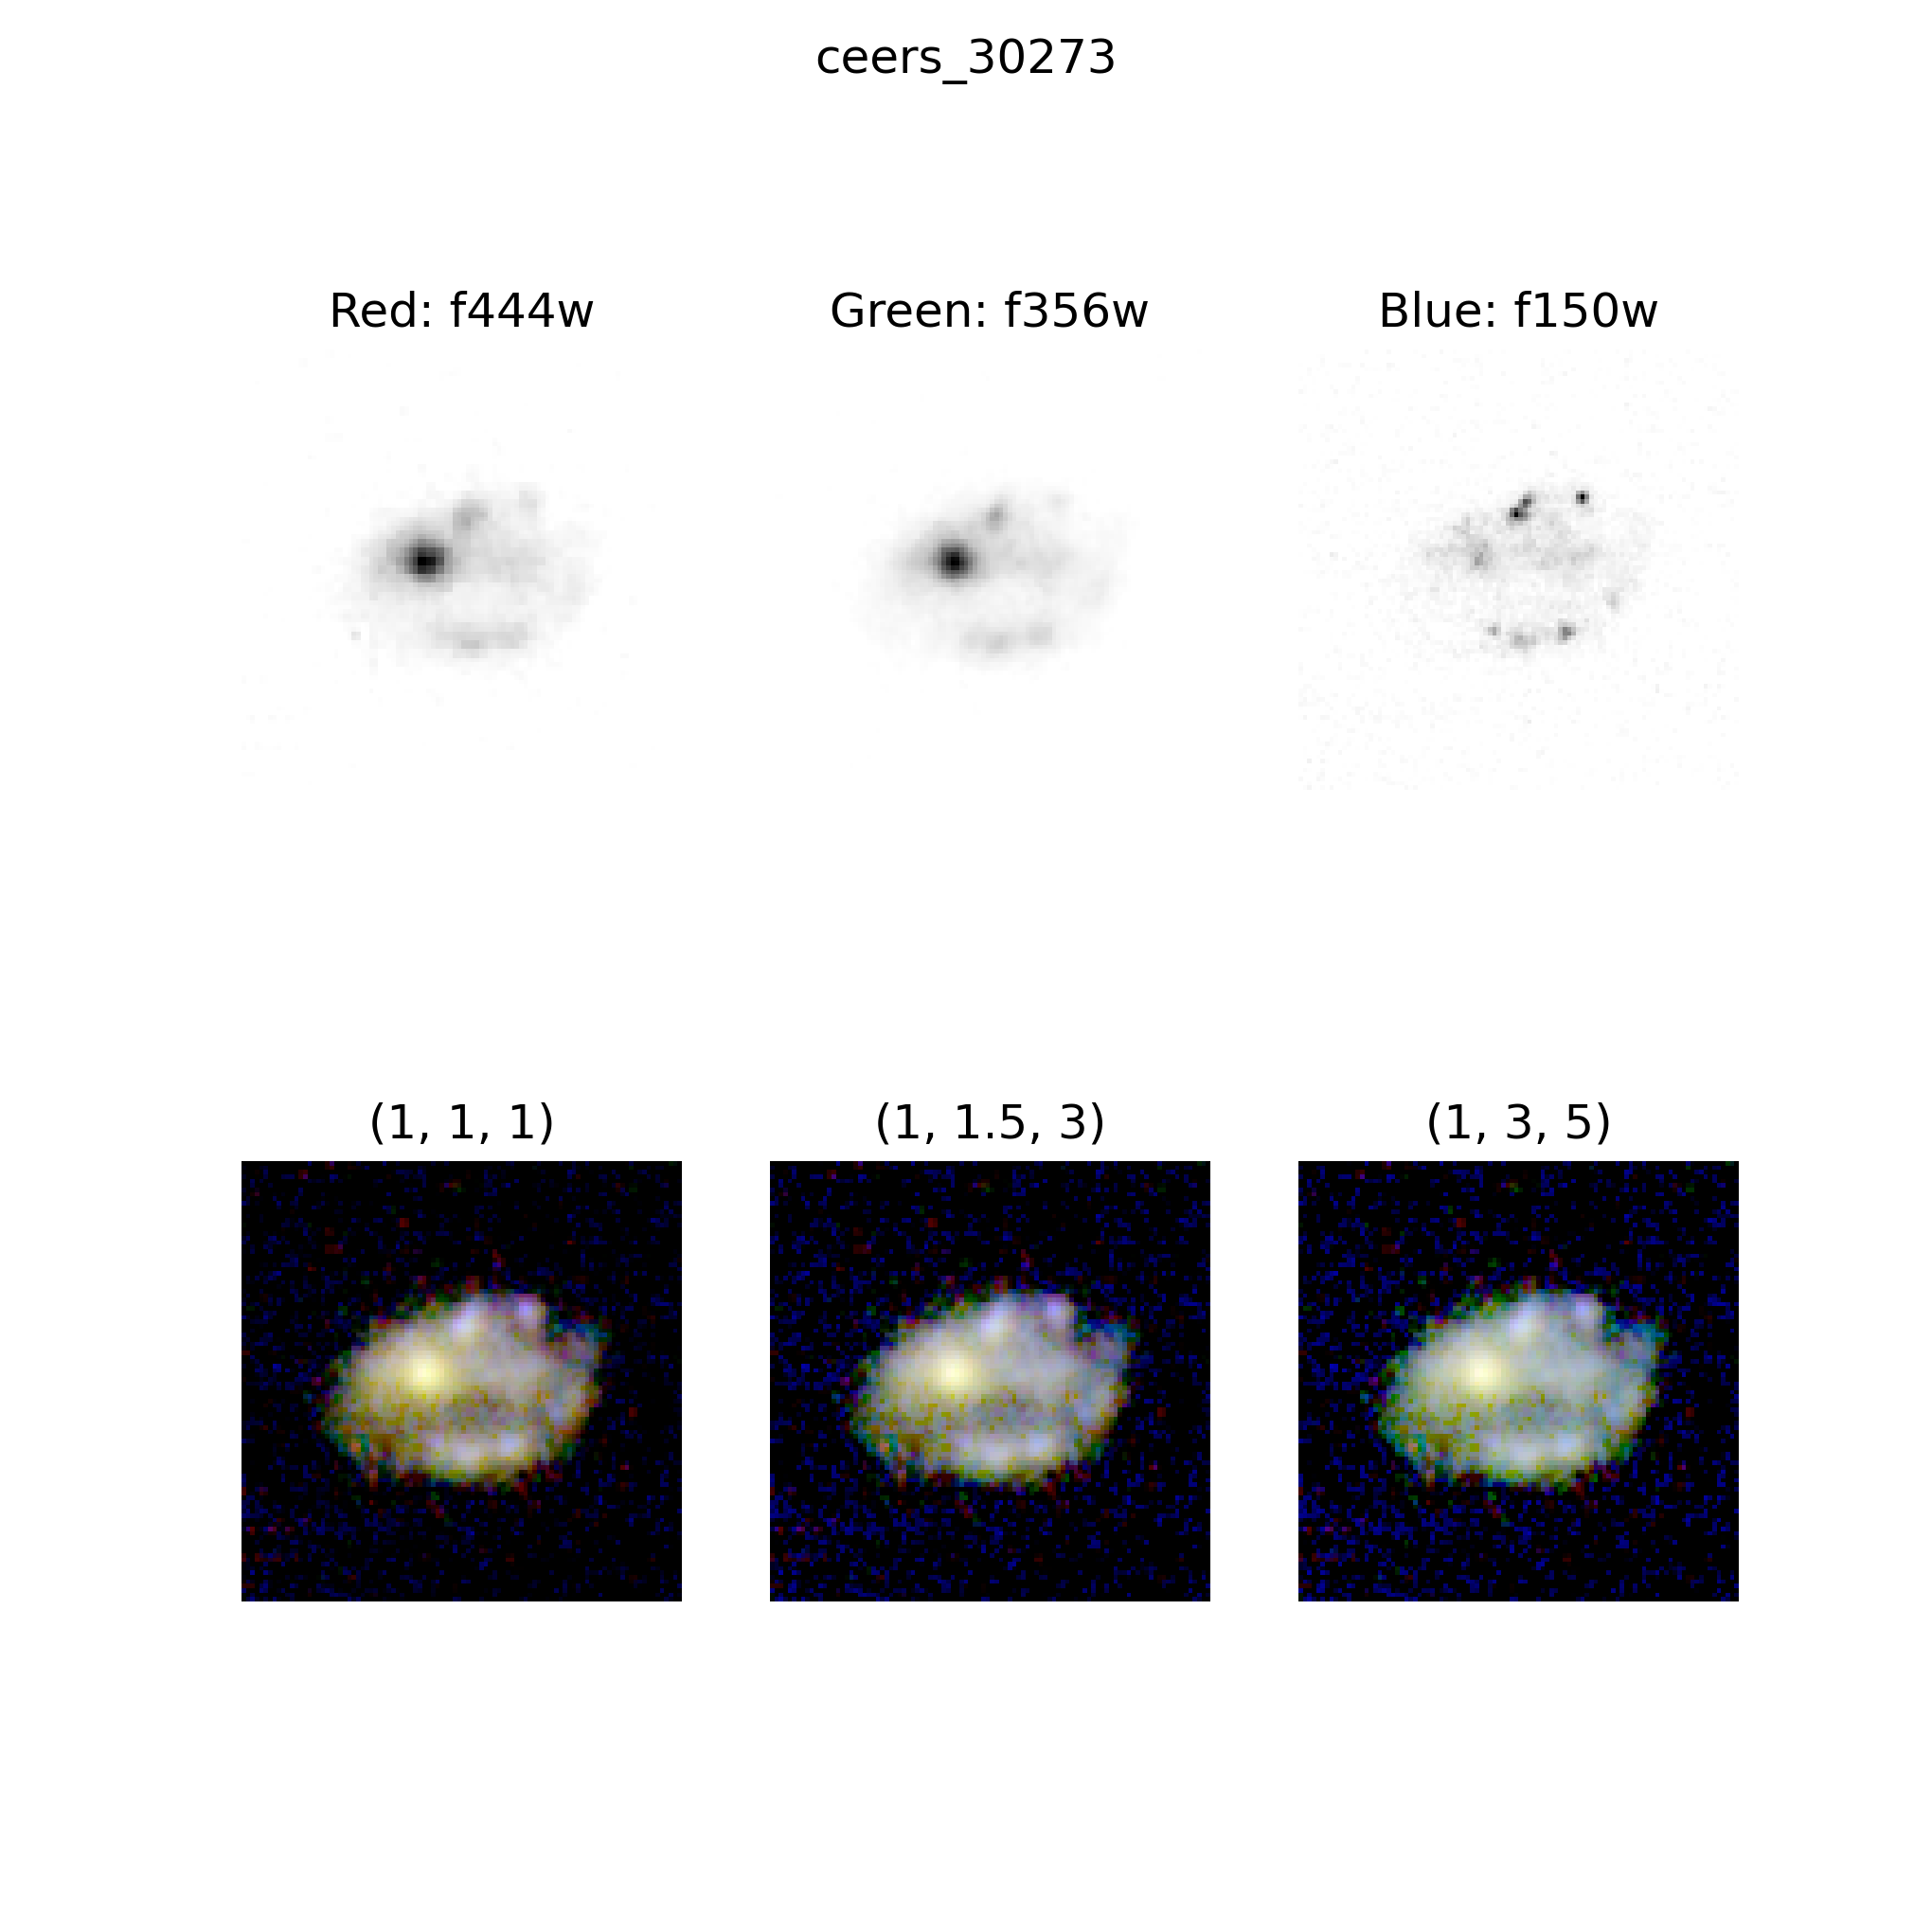 ceers_30273
Red: f444w
Green: f356w
Blue: f150w
(1, 1, 1)
(1, 1.5, 3)
(1, 3, 5)